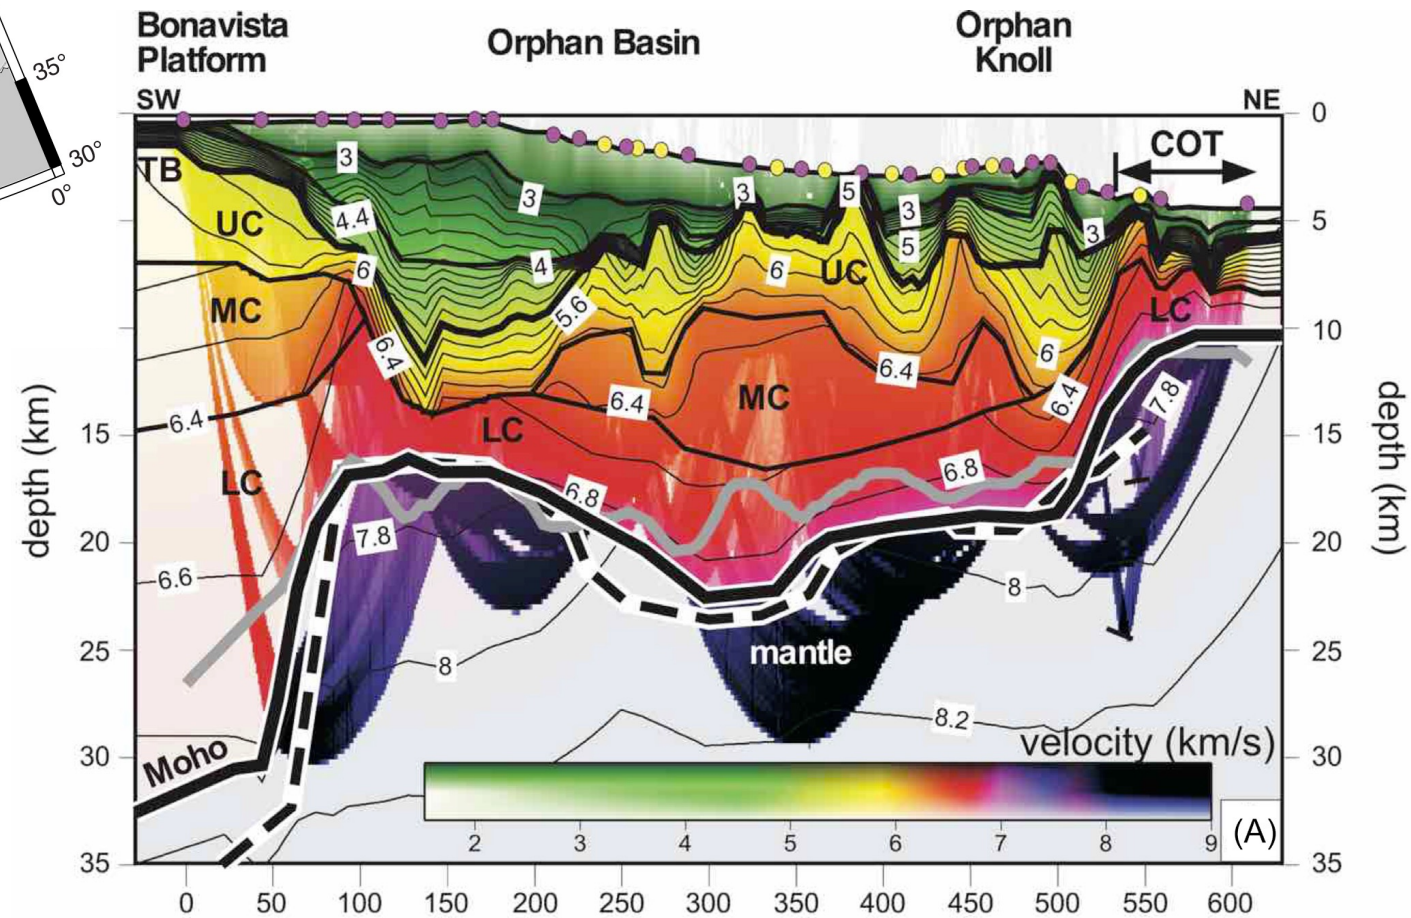 35°
30°
0°
Bonavista
Platform
Orphan Basin
Orphan
Knoll
SW
NE
0
COT
TB
3
3
3
5
3
3
5
5
UC
4.4
4
6
6
UC
5.6
MC
LC
10
6.4
6
6.4
6.4
6.4
6.4
7.8
MC
15
15
LC
LC
6.8
6.8
7.8
20
20
6.6
8
8
mantle
25
25
8.2
Moho
velocity (km/s)
30
30
2
3
4
5
6
7
8
9
(A)
35
35
0
50
100
150
200
250
300
350
400
450
500
550
600
depth (km)
depth (km)